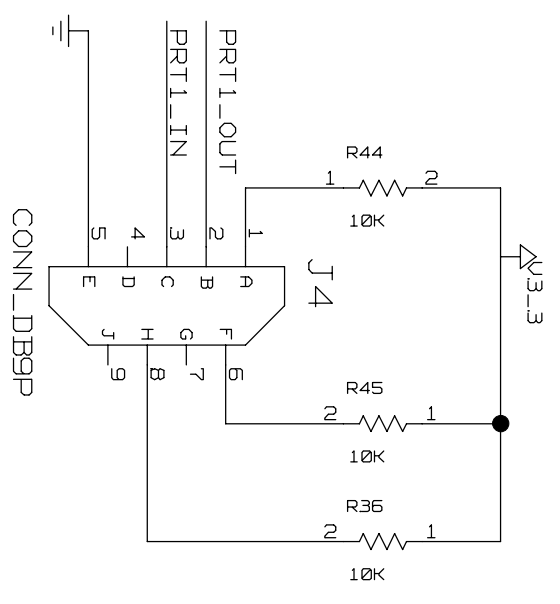 PRT1_IN
PRT1_OUT
R44
1 2
10K
5 4 3 2 1
V3_3
E D C B A
J4
CONN_DB9P
J H G F
9 8 7 6
R45
2 1
10K
R36
2 1
10K